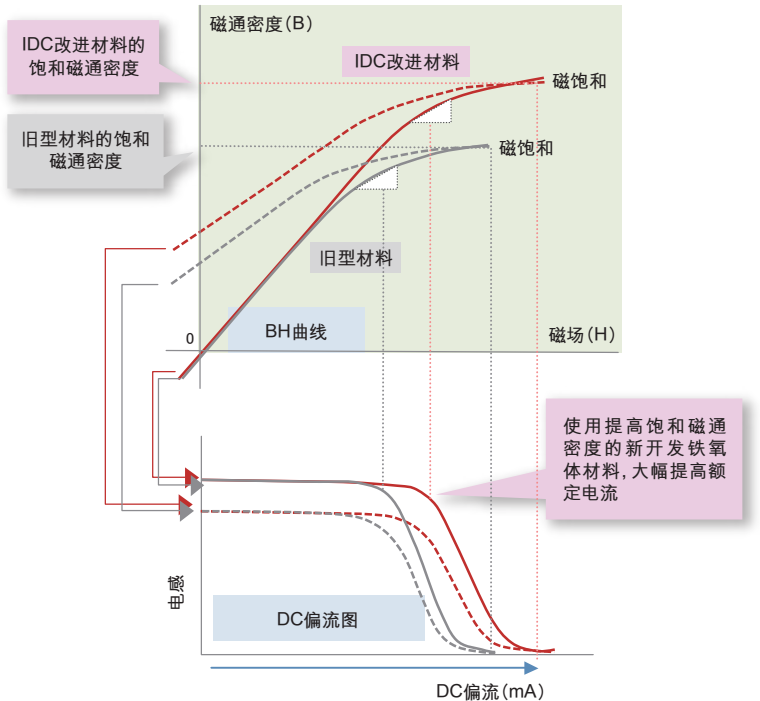 磁通密度(B)
IDC改进材料的
饱和磁通密度
IDC改进材料
磁饱和
旧型材料的饱和
磁通密度
磁饱和
旧型材料
0
BH曲线
磁场(H)
使用提高饱和磁通
密度的新开发铁氧
体材料,大幅提高额
定电流
电感
DC偏流图
DC偏流(mA)